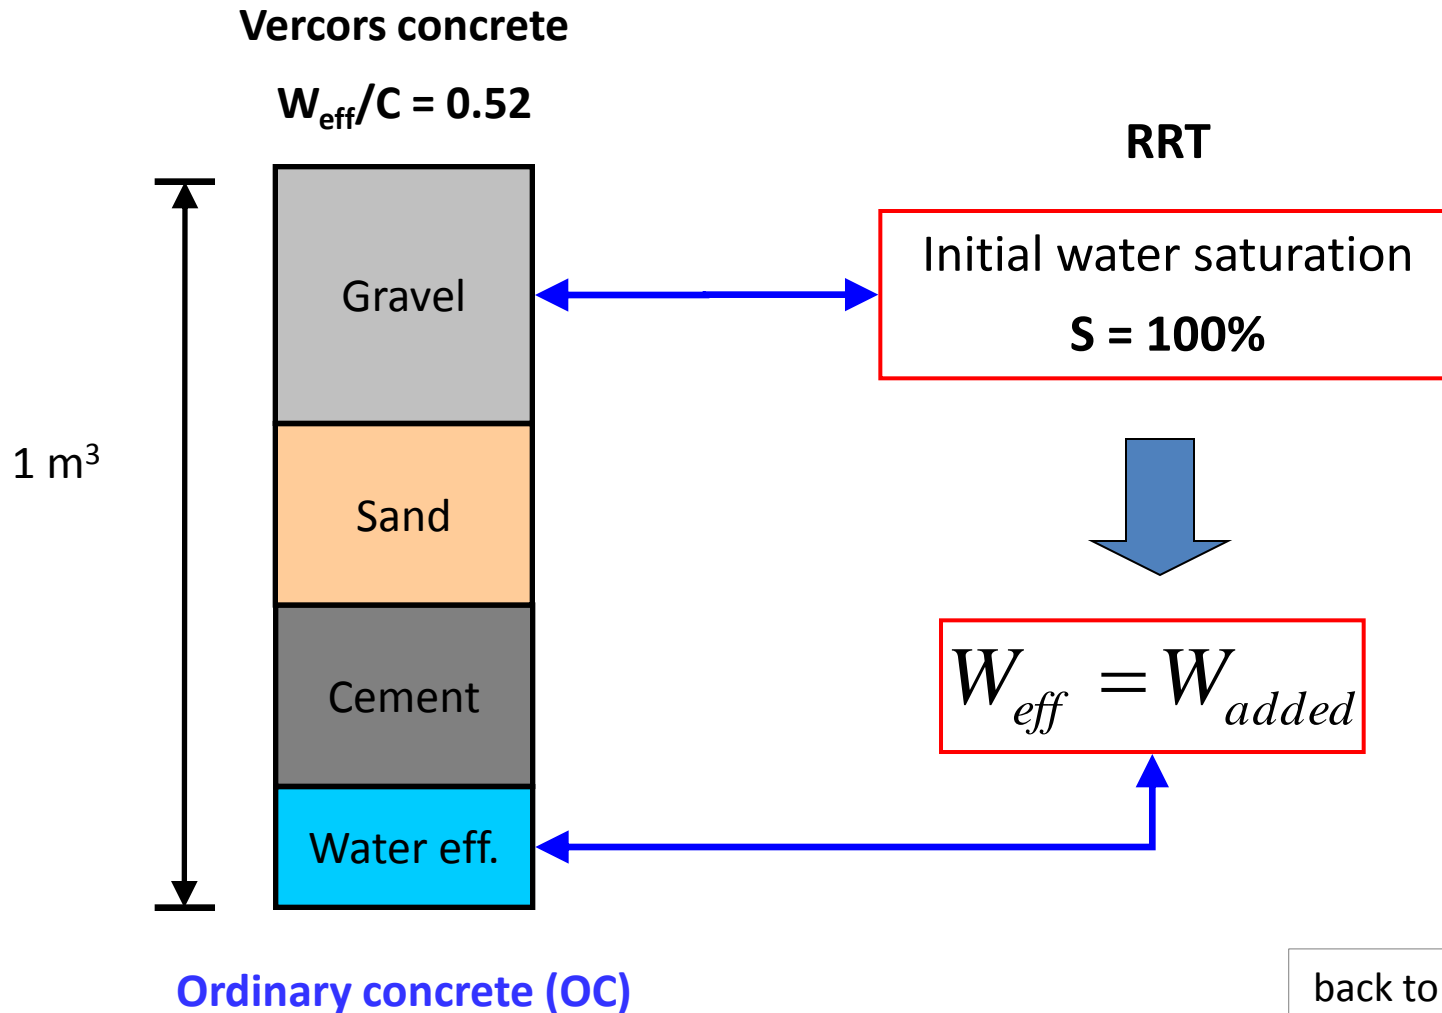 Vercors concrete
W_eff/C = 0.52
RRT
Initial water saturation
S = 100%
Gravel
1 m³
Sand
Cement
W_eff = W_added
Water eff.
Ordinary concrete (OC)
back to